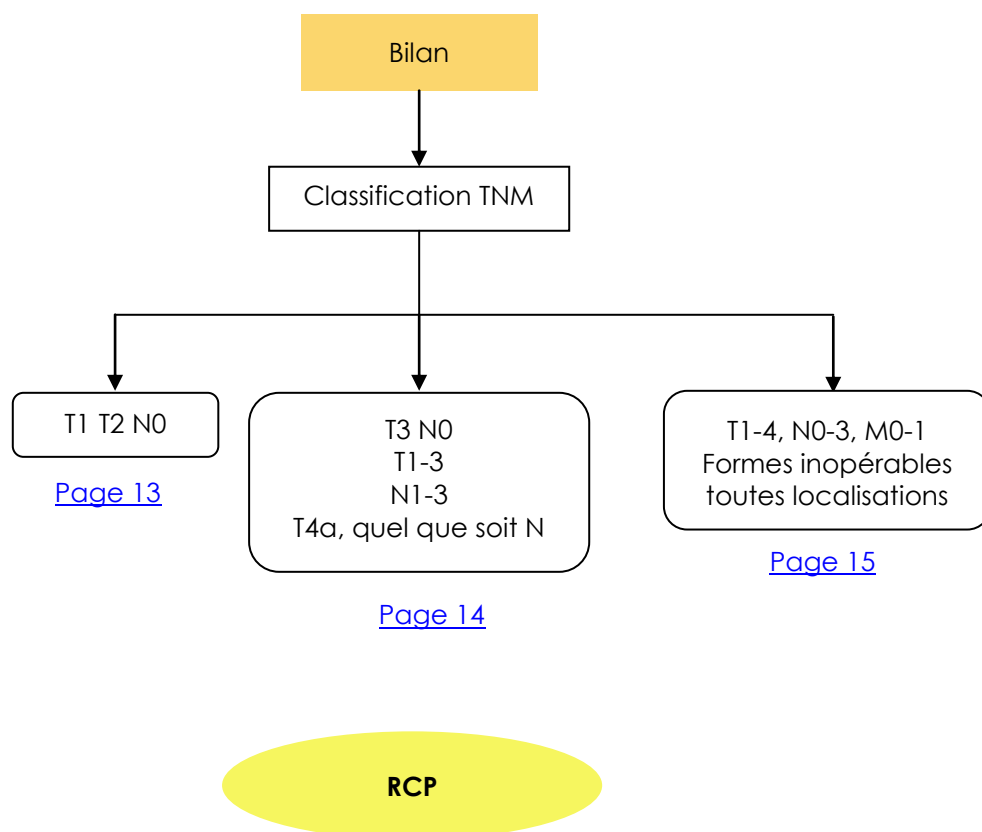 Bilan
Classification TNM
T1 T2 N0
Page 13
T3 N0
T1-3
N1-3
T4a, quel que soit N
Page 14
T1-4, N0-3, M0-1
Formes inopérables
toutes localisations
Page 15
RCP